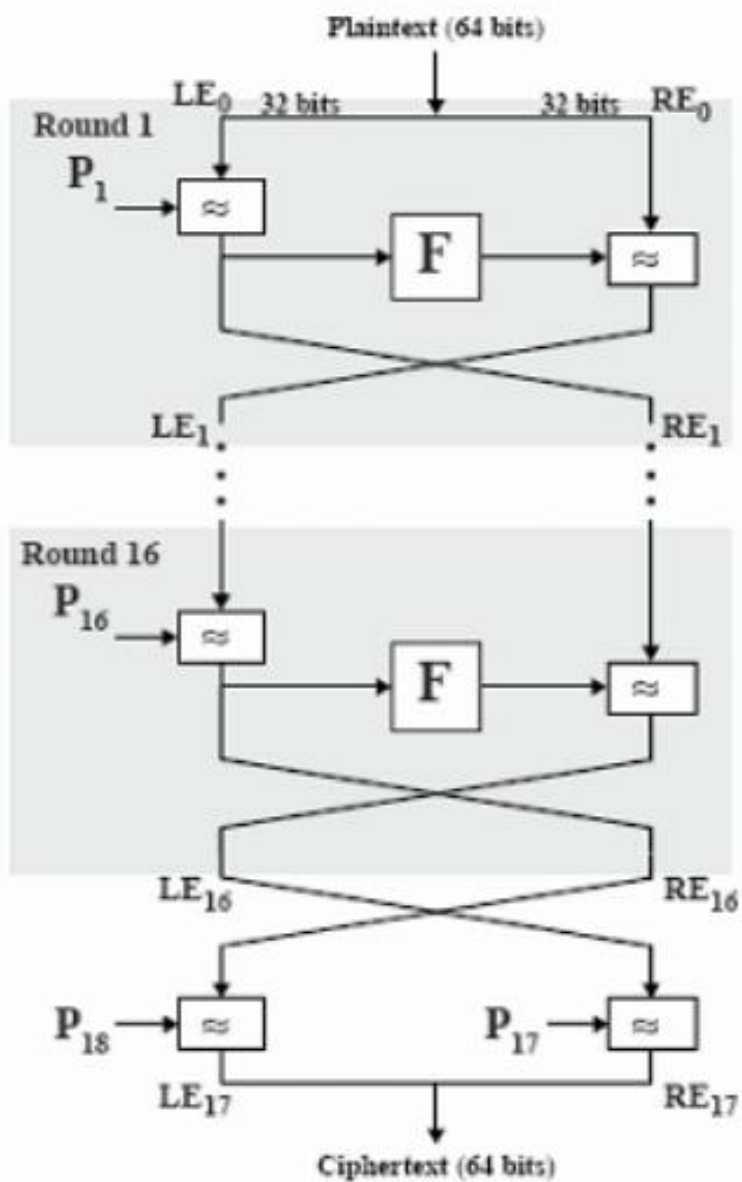 Plaintext (64 bits)
LE0 32 bits 32 bits RE0
Round 1
P1
≈
F
≈
LE1 RE1
Round 16
P16
≈
F
≈
LE16 RE16
P18 ≈ P17 ≈
LE17 RE17
Ciphertext (64 bits)